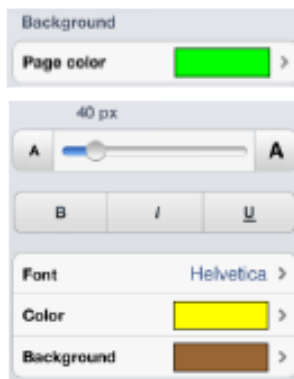 Background
Page color
40 px
A A
B I U
Font Helvetica
Color
Background